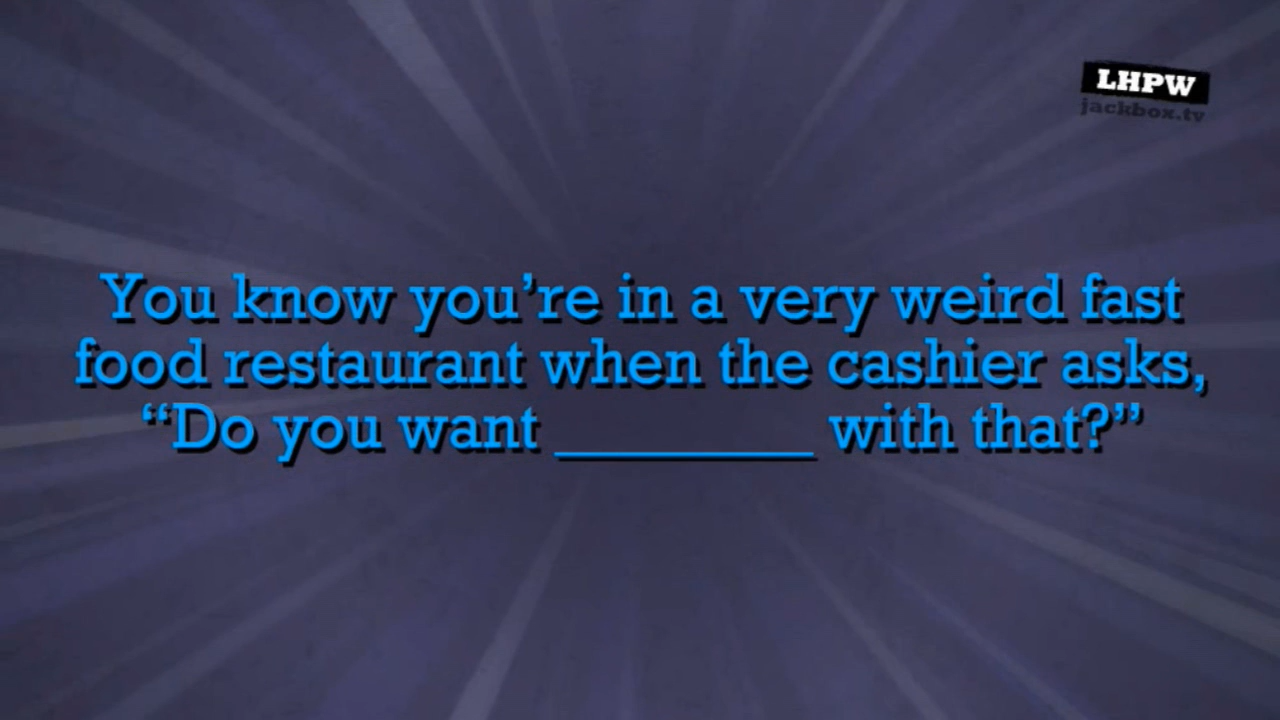 LHPW
jackbox.tv
You know you’re in a very weird fast
food restaurant when the cashier asks,
“Do you want ________ with that?”